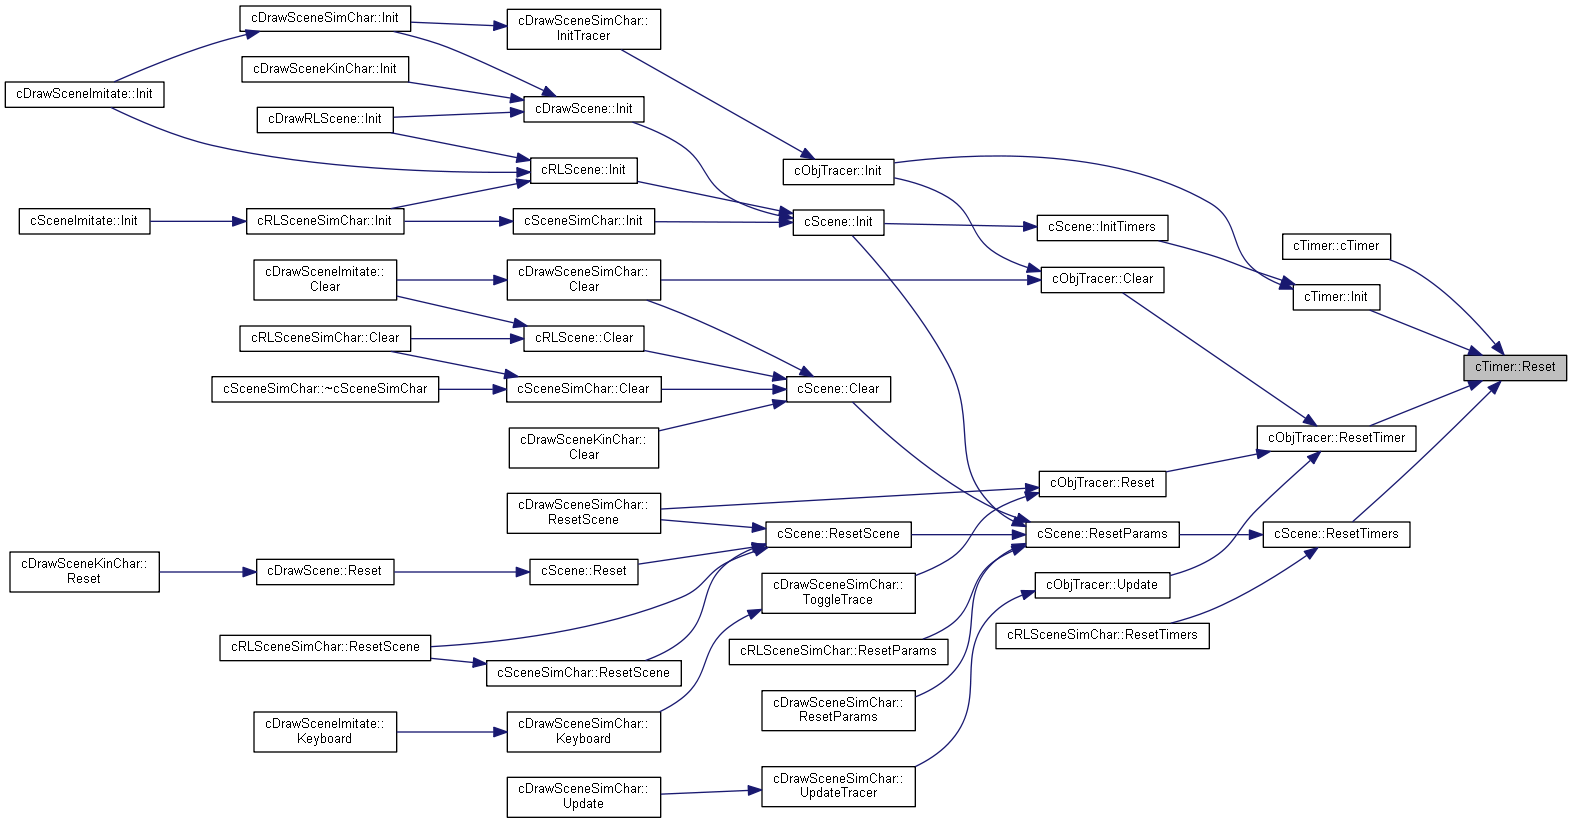 cDrawSceneSimChar::Init
cDrawSceneSimChar::
InitTracer
cDrawSceneKinChar::Init
cDrawSceneImitate::Init
cDrawScene::Init
cDrawRLScene::Init
cRLScene::Init
cObjTracer::Init
cSceneImitate::Init
cRLSceneSimChar::Init
cSceneSimChar::Init
cScene::Init
cScene::InitTimers
cTimer::cTimer
cDrawSceneImitate::
Clear
cDrawSceneSimChar::
Clear
cObjTracer::Clear
cTimer::Init
cRLSceneSimChar::Clear
cRLScene::Clear
cTimer::Reset
cSceneSimChar::~cSceneSimChar
cSceneSimChar::Clear
cScene::Clear
cDrawSceneKinChar::
Clear
cObjTracer::ResetTimer
cObjTracer::Reset
cDrawSceneSimChar::
ResetScene
cScene::ResetScene
cScene::ResetParams
cScene::ResetTimers
cDrawSceneKinChar::
Reset
cDrawScene::Reset
cScene::Reset
cDrawSceneSimChar::
ToggleTrace
cObjTracer::Update
cRLSceneSimChar::ResetTimers
cRLSceneSimChar::ResetScene
cRLSceneSimChar::ResetParams
cSceneSimChar::ResetScene
cDrawSceneSimChar::
ResetParams
cDrawSceneImitate::
Keyboard
cDrawSceneSimChar::
Keyboard
cDrawSceneSimChar::
UpdateTracer
cDrawSceneSimChar::
Update